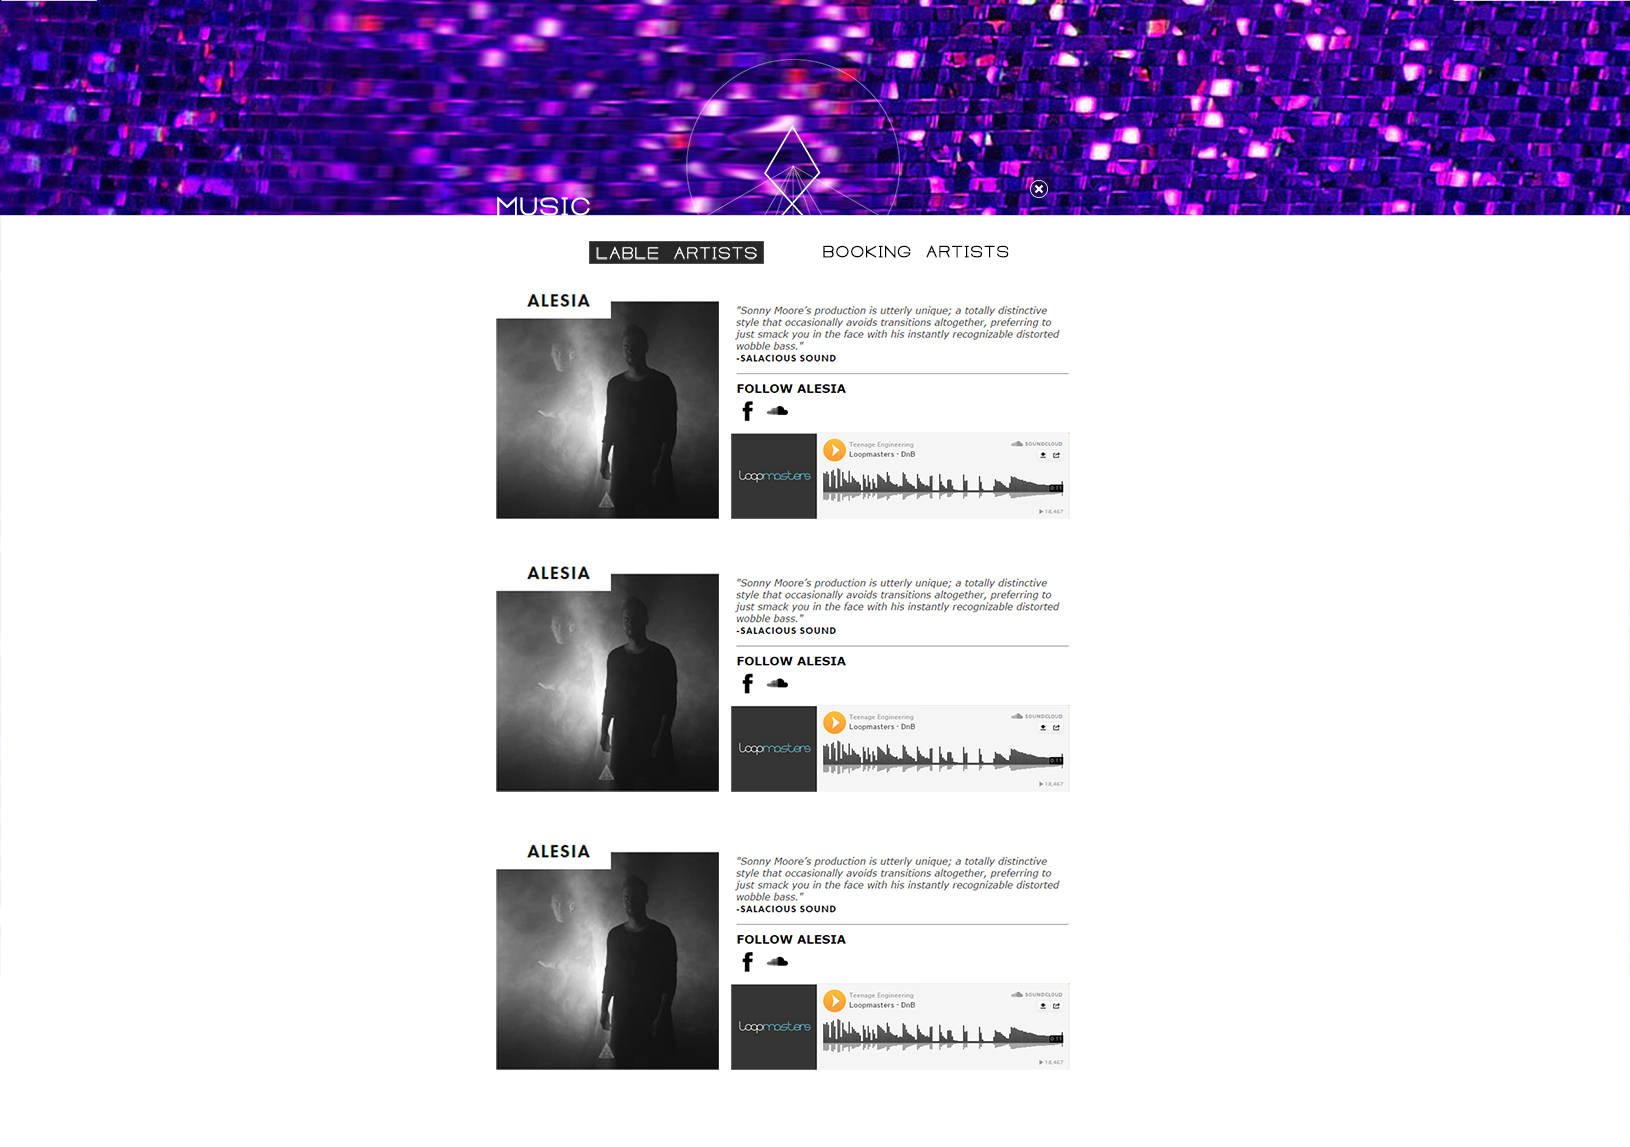 MUSIC
LABLE ARTISTS
BOOKING ARTISTS
ALESIA
"Sonny Moore's production is utterly unique; a totally distinctive
style that occasionally avoids transitions altogether, preferring to
just smack you in the face with his instantly recognizable distorted
wobble bass."
-SALACIOUS SOUND
FOLLOW ALESIA
f
loopmasters
Teenage Engineering
Loopmasters - DnB
SOUNDCLOUD
0:11
18,467
ALESIA
"Sonny Moore's production is utterly unique; a totally distinctive
style that occasionally avoids transitions altogether, preferring to
just smack you in the face with his instantly recognizable distorted
wobble bass."
-SALACIOUS SOUND
FOLLOW ALESIA
f
loopmasters
Teenage Engineering
Loopmasters - DnB
SOUNDCLOUD
0:11
18,467
ALESIA
"Sonny Moore's production is utterly unique; a totally distinctive
style that occasionally avoids transitions altogether, preferring to
just smack you in the face with his instantly recognizable distorted
wobble bass."
-SALACIOUS SOUND
FOLLOW ALESIA
f
loopmasters
Teenage Engineering
Loopmasters - DnB
SOUNDCLOUD
0:11
18,467